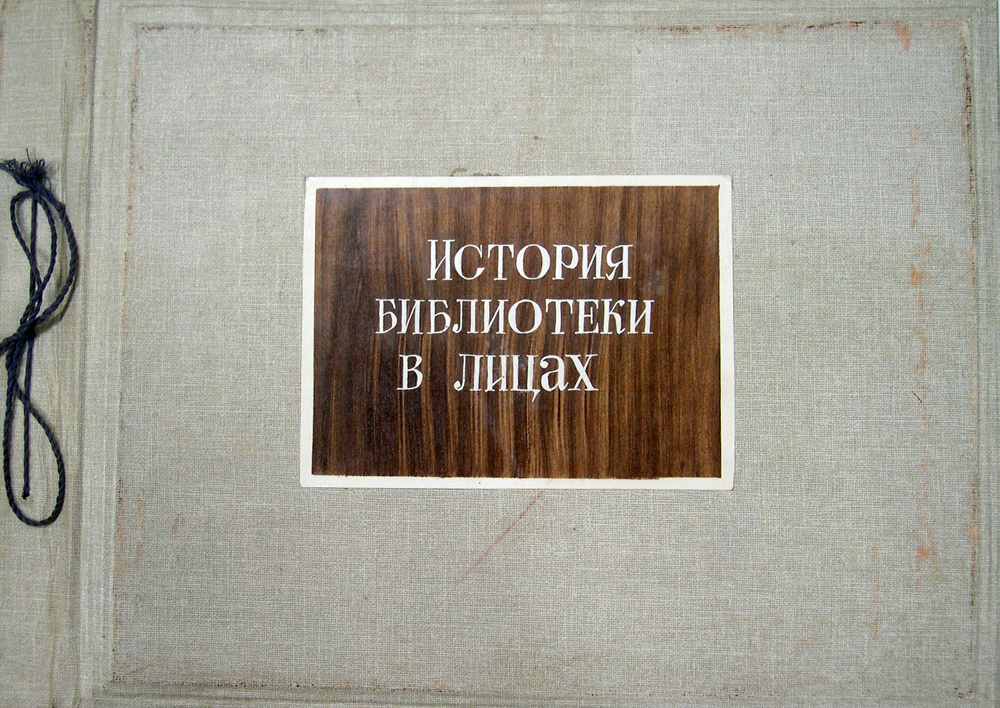 История
библиотеки
в лицах